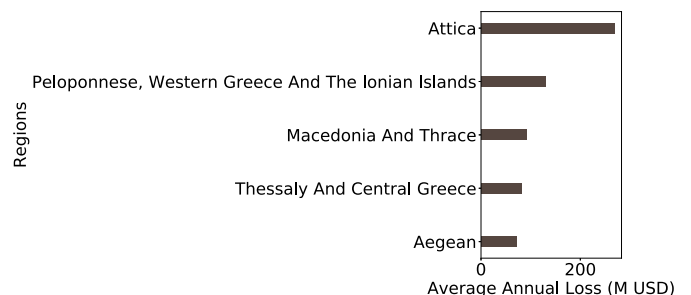 Attica
Peloponnese, Western Greece And The Ionian Islands
Macedonia And Thrace
Thessaly And Central Greece
Aegean
Regions
0 200
Average Annual Loss (M USD)